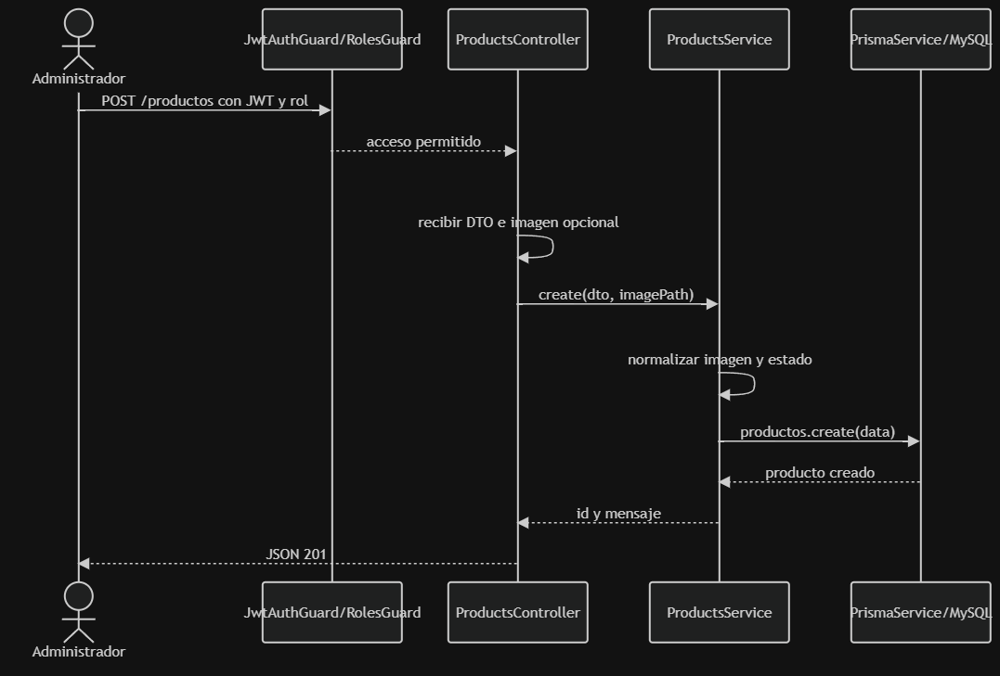 JwtAuthGuard/RolesGuard
ProductsController
ProductsService
PrismaService/MySQL
Administrador
POST /productos con JWT y rol
acceso permitido
recibir DTO e imagen opcional
create(dto, imagePath)
normalizar imagen y estado
productos.create(data)
producto creado
id y mensaje
JSON 201
JwtAuthGuard/RolesGuard
ProductsController
ProductsService
PrismaService/MySQL
Administrador